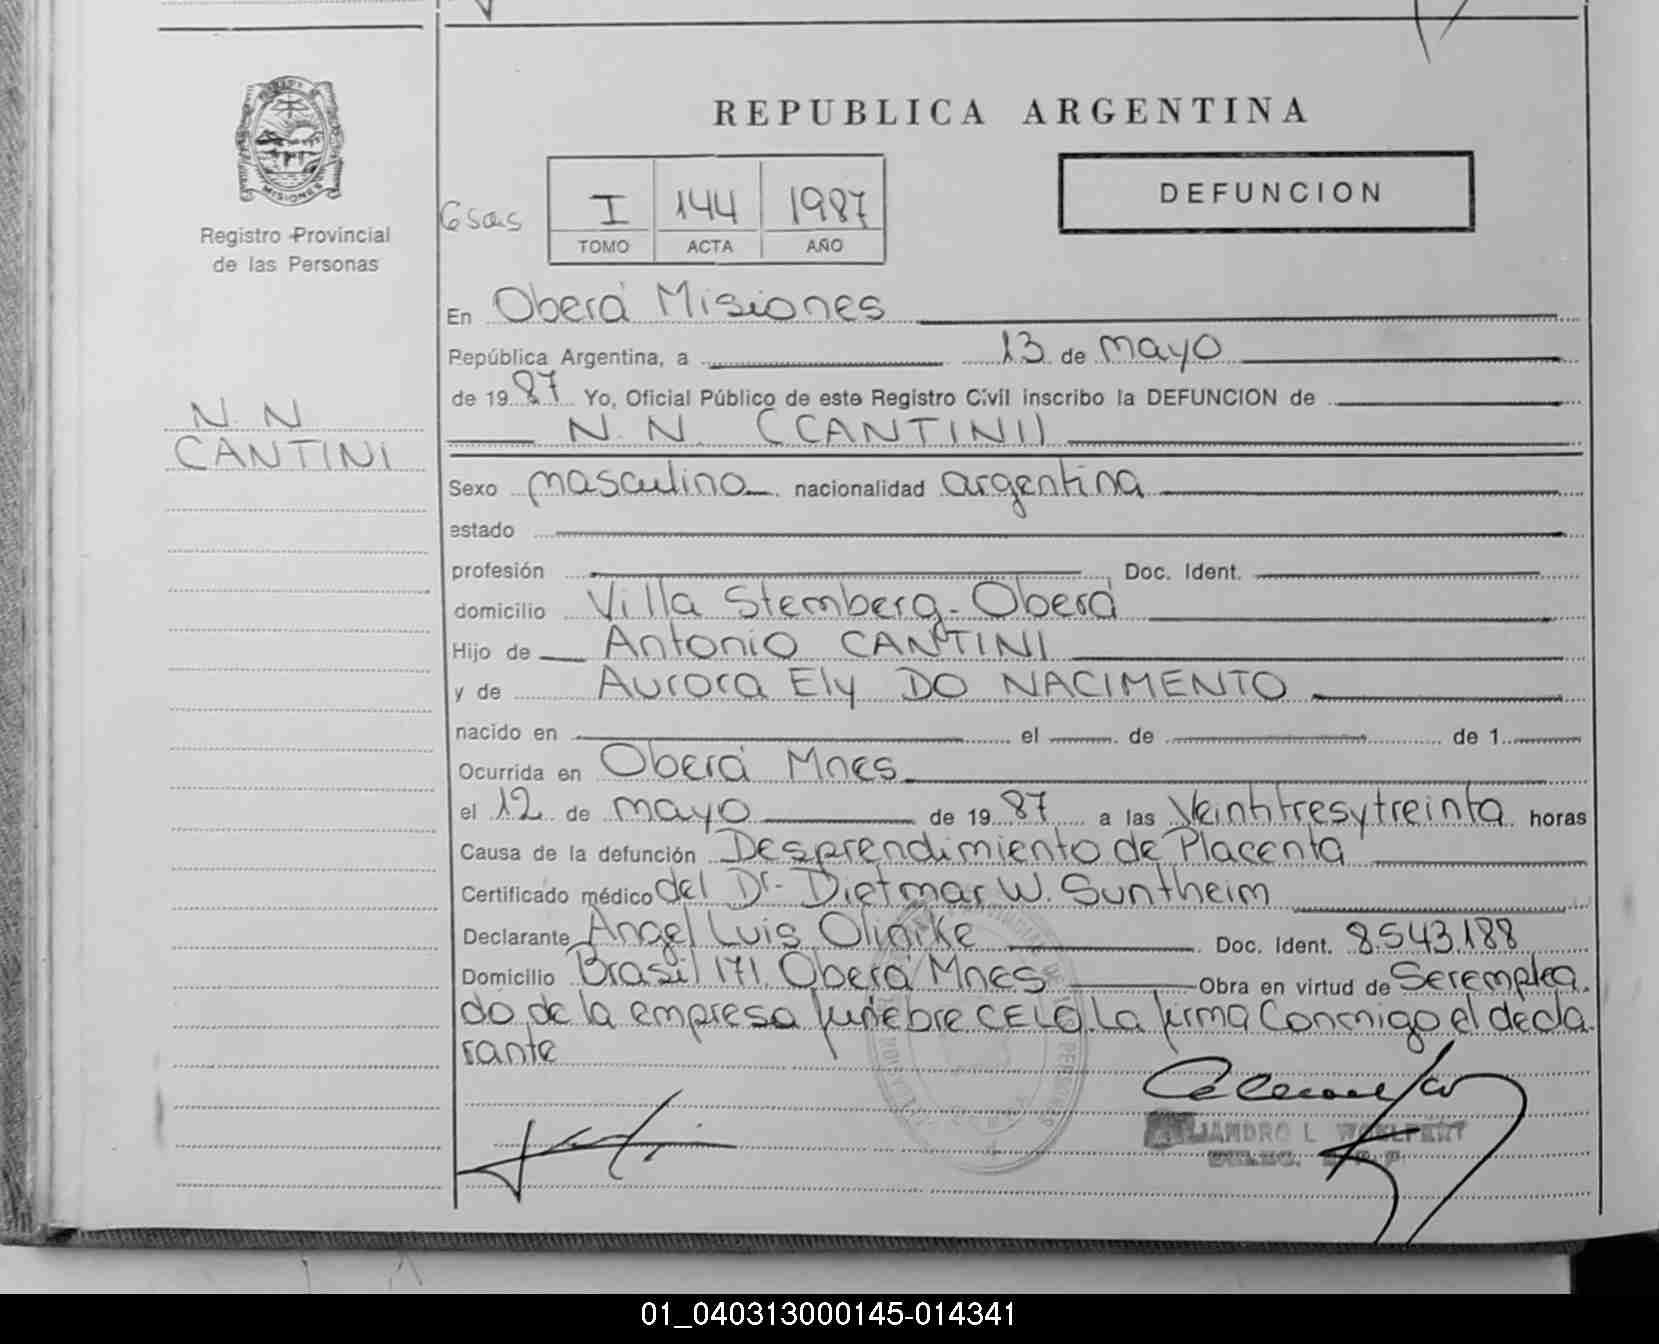 REPUBLICA ARGENTINA
MISIONES
Registro Provincial
de las Personas
I 144 1987
TOMO ACTA AÑO
DEFUNCION
N. N
CANTINI
En Oberá Misiones
República Argentina, a 13 de mayo
de 1987 Yo, Oficial Público de este Registro Civil inscribo la DEFUNCION de
N. N. (CANTINI)
Sexo masculino nacionalidad argentina
estado
profesión Doc. Ident.
domicilio Villa Stemberg - Oberá
Hijo de Antonio CANTINI
y de Aurora Ely DO NACIMENTO
nacido en el de de 1
Ocurrida en Oberá Mnes
el 12 de mayo de 1987 a las Veintitresytreinta horas
Causa de la defunción Desprendimiento de Placenta
Certificado médico del Dr. Dietmar W. Suntheim
Declarante Angel Luis Doc. Ident. 8.543.188
Domicilio Brasil 171 Oberá Mnes Obra en virtud de Ser emplea
do de la empresa funebre CELO. La firma Conmigo el decla
rante
01_040313000145-014341